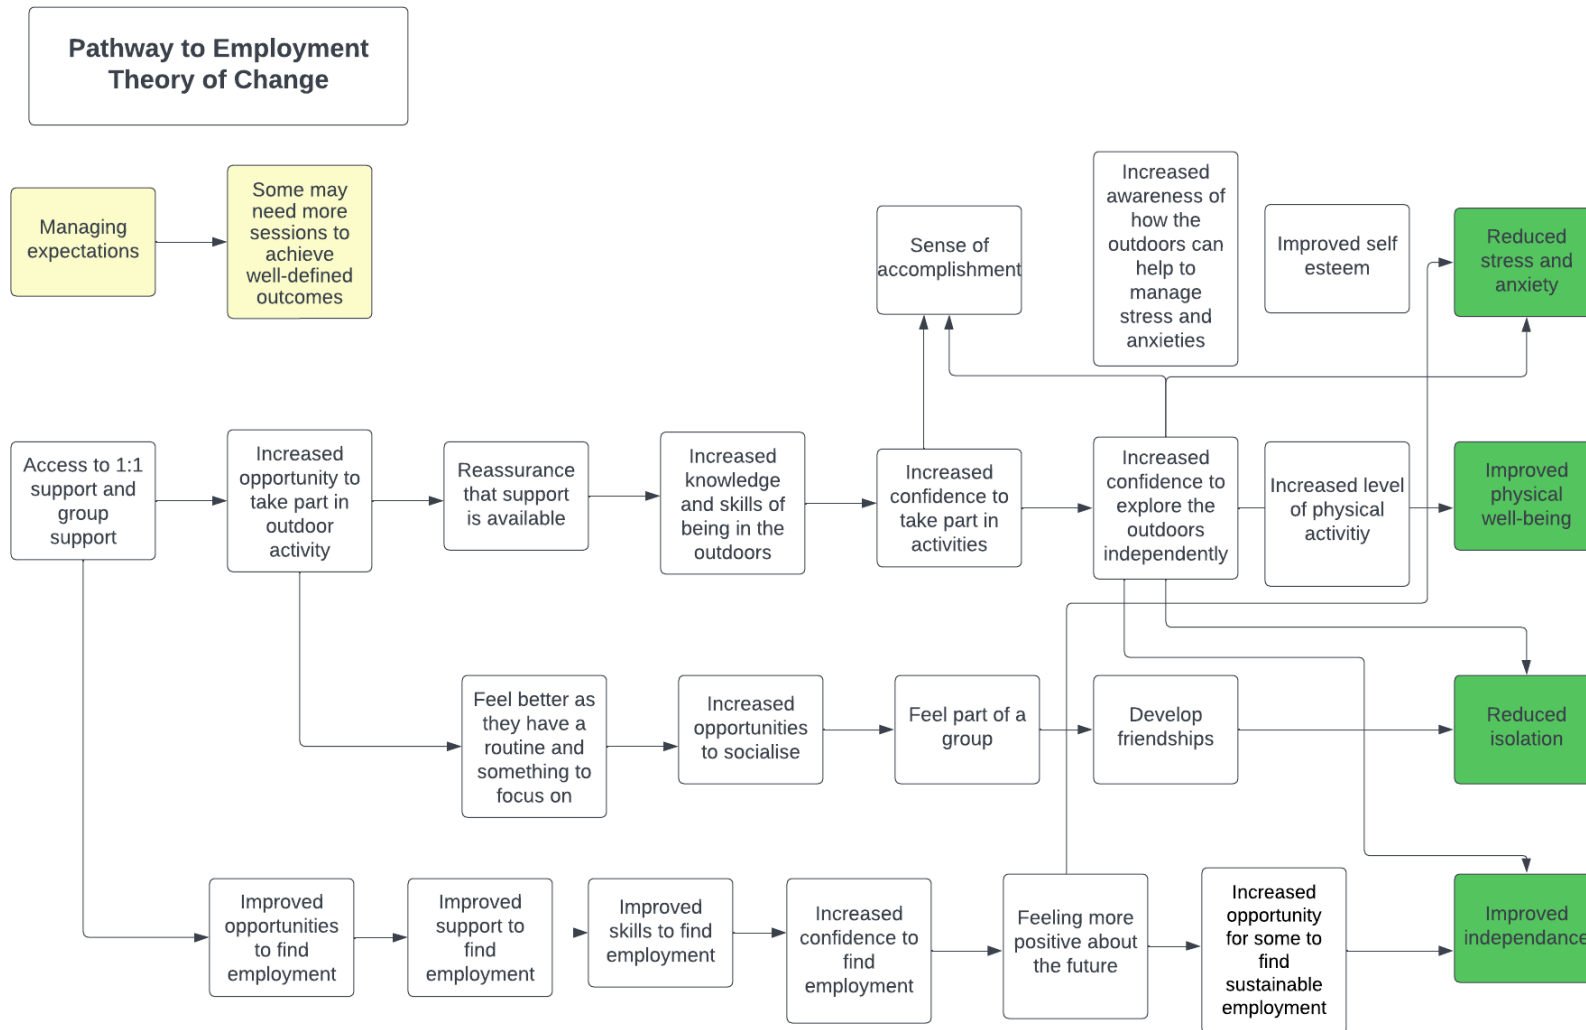 Pathway to Employment
Theory of Change
Managing
expectations
Some may
need more
sessions to
achieve
well-defined
outcomes
Sense of
accomplishment
Increased
awareness of
how the
outdoors can
help to
manage
stress and
anxieties
Improved self
esteem
Reduced
stress and
anxiety
Access to 1:1
support and
group
support
Increased
opportunity to
take part in
outdoor
activity
Reassurance
that support
is available
Increased
knowledge
and skills of
being in the
outdoors
Increased
confidence to
take part in
activities
Increased
confidence to
explore the
outdoors
independently
Increased level
of physical
activitiy
Improved
physical
well-being
Feel better as
they have a
routine and
something to
focus on
Increased
opportunities
to socialise
Feel part of a
group
Develop
friendships
Reduced
isolation
Improved
opportunities
to find
employment
Improved
support to
find
employment
Improved
skills to find
employment
Increased
confidence to
find
employment
Feeling more
positive about
the future
Increased
opportunity
for some to
find
sustainable
employment
Improved
independance